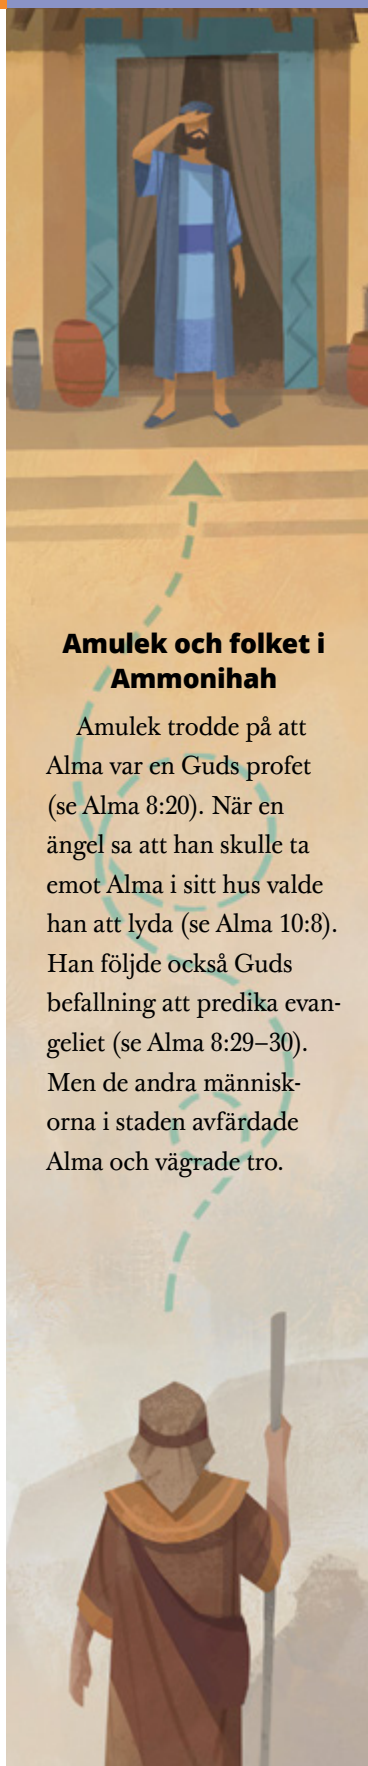 Amulek och folket i
Ammonihah
Amulek trodde på att
Alma var en Guds profet
(se Alma 8:20). När en
ängel sa att han skulle ta
emot Alma i sitt hus valde
han att lyda (se Alma 10:8).
Han följde också Guds
befallning att predika evan-
geliet (se Alma 8:29–30).
Men de andra människ-
orna i staden avfärdade
Alma och vägrade tro.